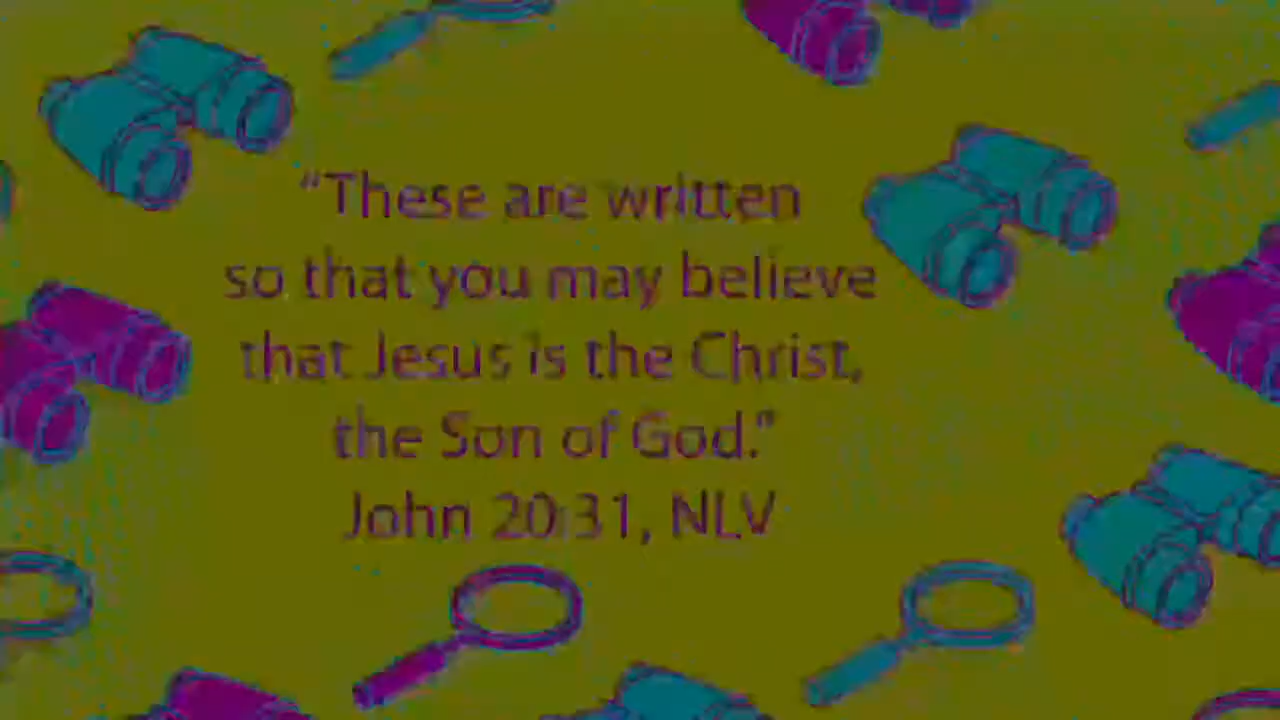 “These are written
so that you may believe
that Jesus is the Christ,
the Son of God.”
John 20:31, NLV